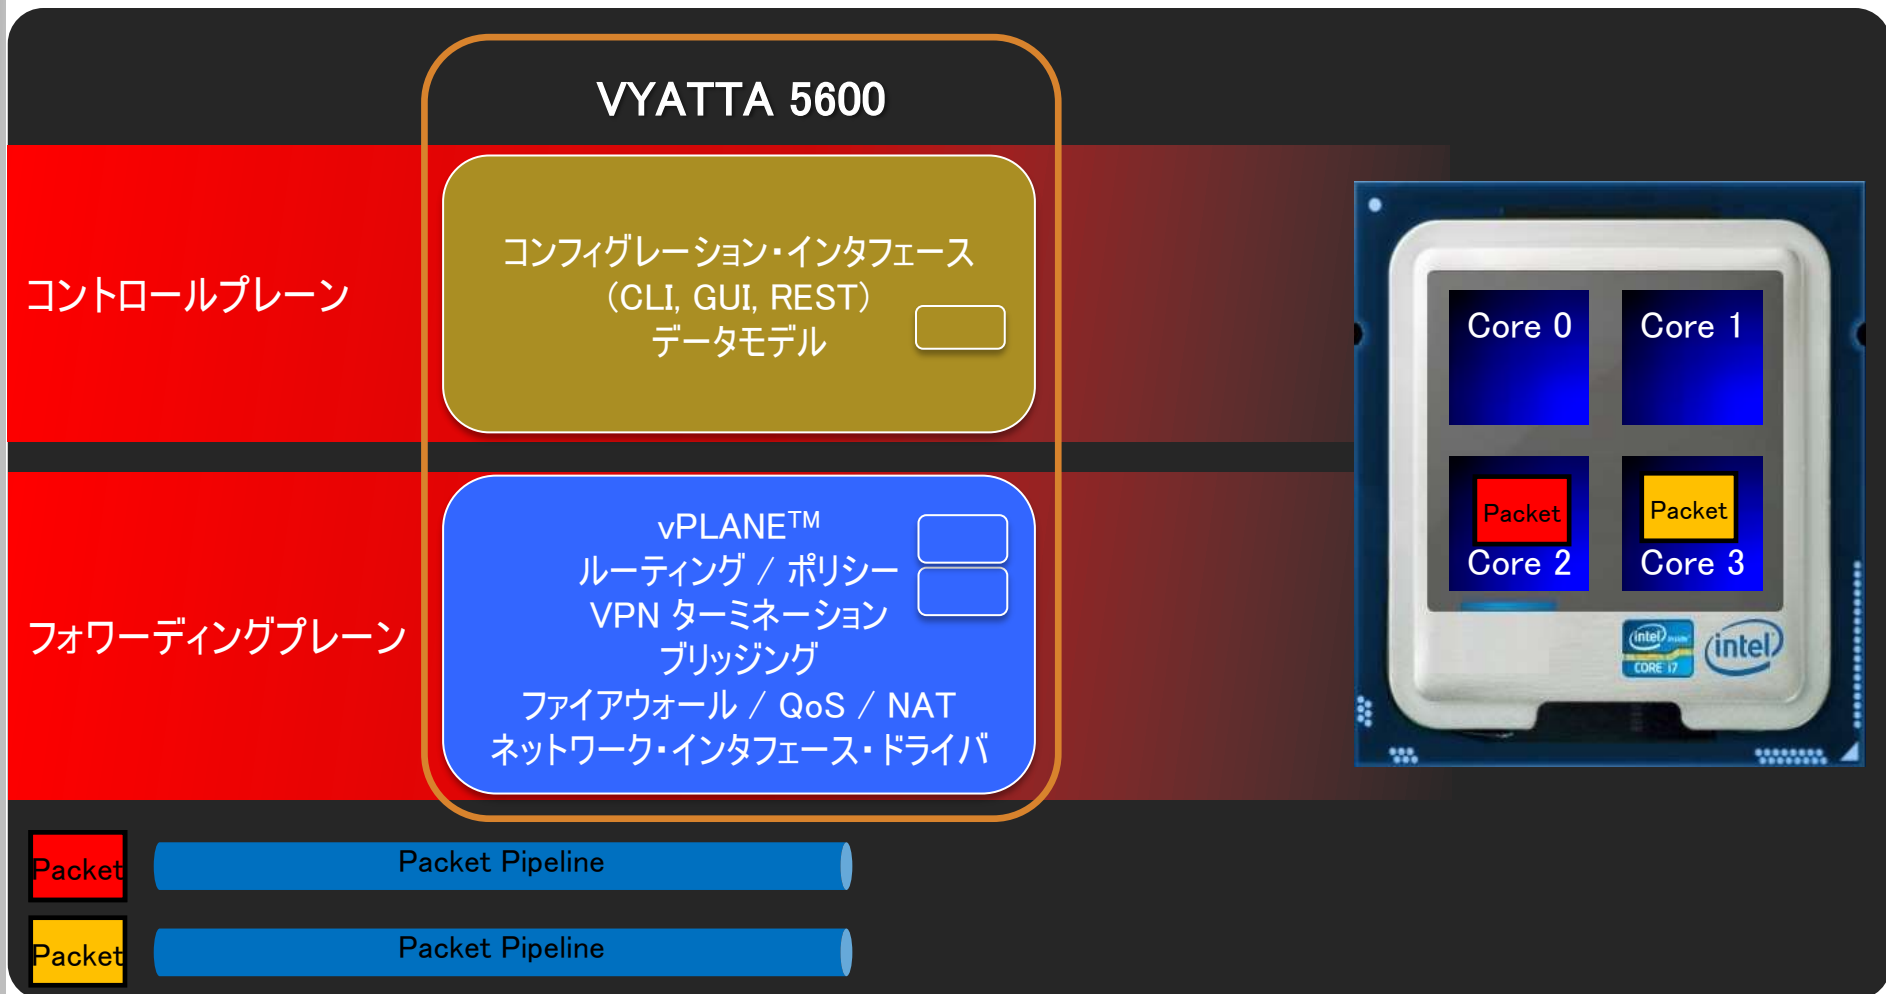 VYATTA 5600
コントロールプレーン
コンフィグレーション・インタフェース
(CLI, GUI, REST)
データモデル
フォワーディングプレーン
vPLANE™
ルーティング / ポリシー
VPN ターミネーション
ブリッジング
ファイアウォール / QoS / NAT
ネットワーク・インタフェース・ドライバ
Core 0
Core 1
Packet
Core 2
Packet
Core 3
intel
CORE i7
intel
Packet
Packet Pipeline
Packet
Packet Pipeline